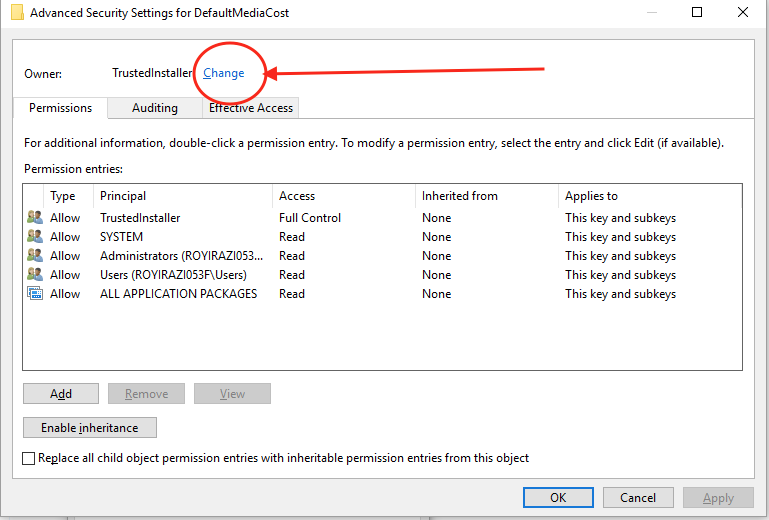 Advanced Security Settings for DefaultMediaCost
Owner: TrustedInstaller Change
Permissions Auditing Effective Access
For additional information, double-click a permission entry. To modify a permission entry, select the entry and click Edit (if available).
Permission entries:
Type Principal Access Inherited from Applies to
Allow TrustedInstaller Full Control None This key and subkeys
Allow SYSTEM Read None This key and subkeys
Allow Administrators (ROYIRAZI053... Read None This key and subkeys
Allow Users (ROYIRAZI053F\Users) Read None This key and subkeys
Allow ALL APPLICATION PACKAGES Read None This key and subkeys
Add Remove View
Enable inheritance
Replace all child object permission entries with inheritable permission entries from this object
OK Cancel Apply